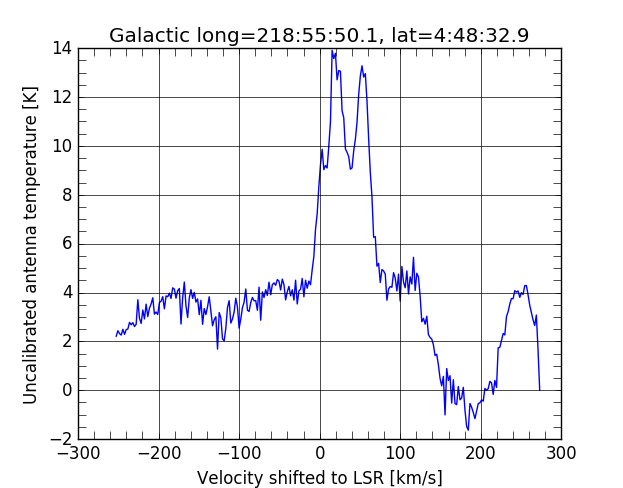 Galactic long=218:55:50.1, lat=4:48:32.9
Uncalibrated antenna temperature [K]
14
12
10
8
6
4
2
0
−2
−300 −200 −100 0 100 200 300
Velocity shifted to LSR [km/s]